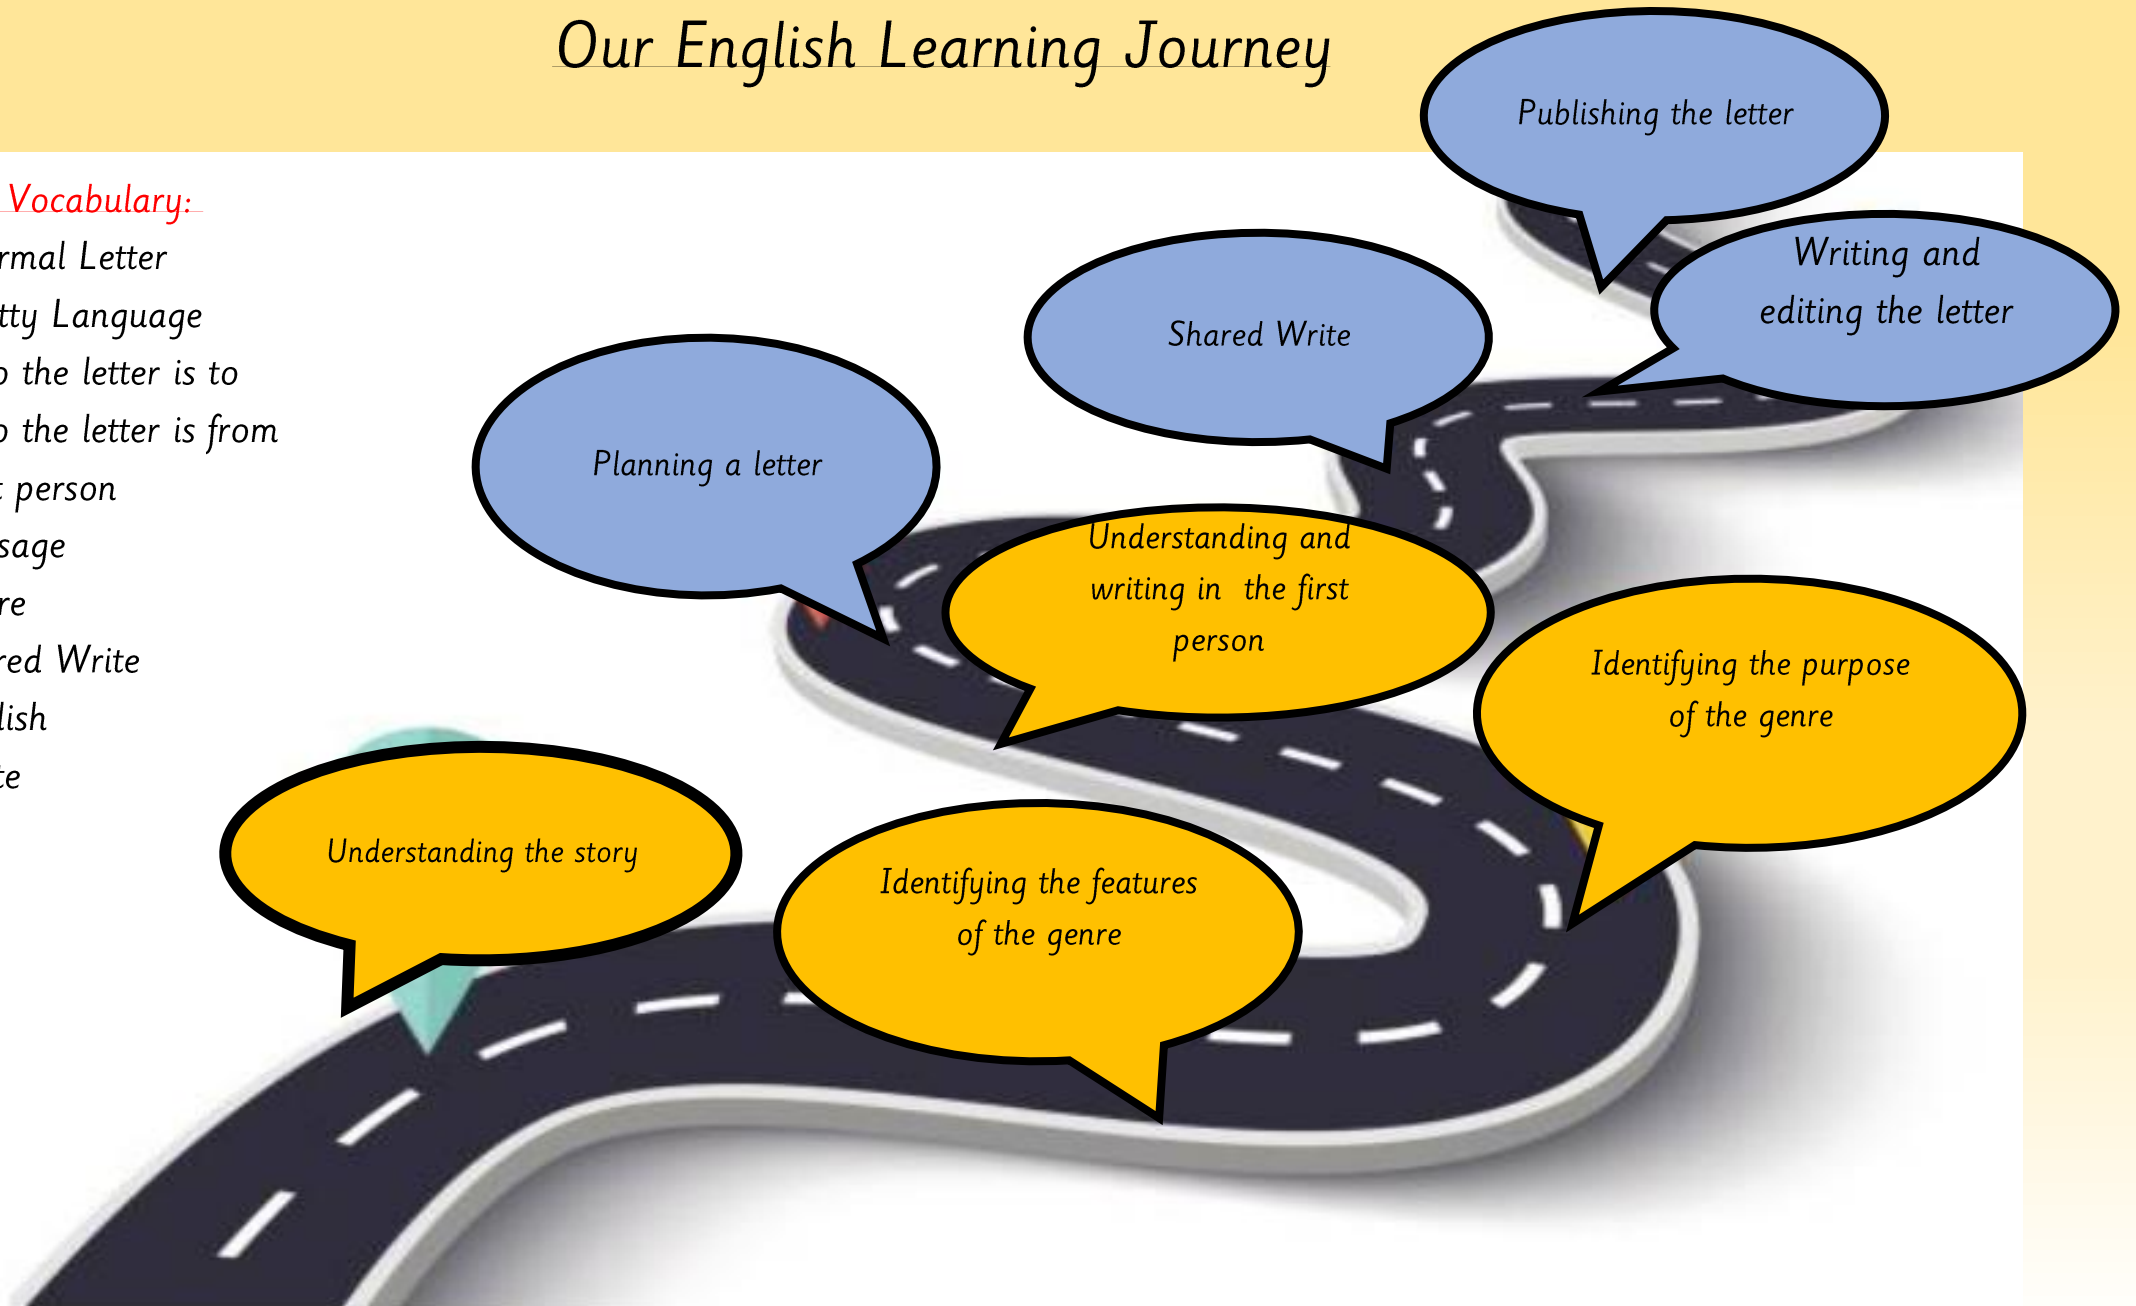 Our English Learning Journey
Vocabulary:
rmal Letter
tty Language
o the letter is to
o the letter is from
t person
sage
re
red Write
lish
te
Publishing the letter
Writing and
editing the letter
Shared Write
Planning a letter
Understanding and
writing in the first
person
Identifying the purpose
of the genre
Identifying the features
of the genre
Understanding the story